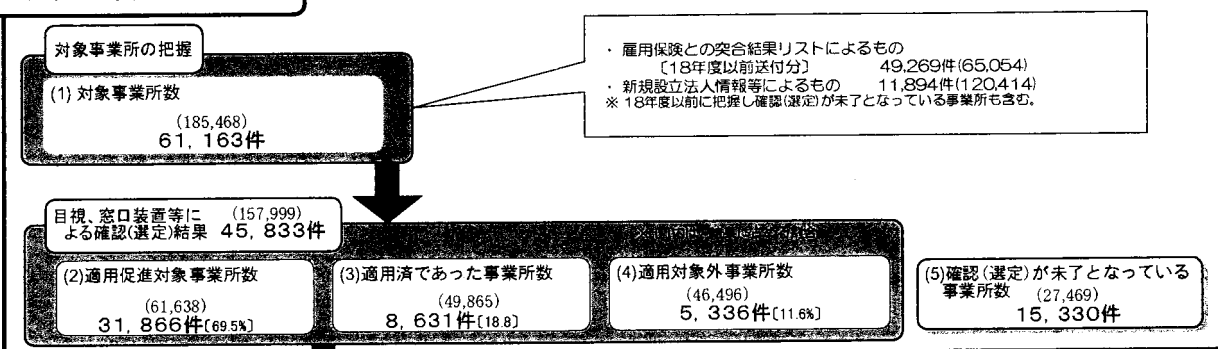 対象事業所の把握
(1) 対象事業所数
(185,468)
61, 163件
・ 雇用保険との突合結果リストによるもの
〔18年度以前送付分〕 49,269件(65,054)
・ 新規設立法人情報等によるもの 11,894件(120,414)
※ 18年度以前に把握し確認(選定)が未了となっている事業所も含む。
目視、窓口装置等に (157,999)
よる確認(選定)結果 45, 833件
(2)適用促進対象事業所数
(61,638)
31, 866件〔69.5%〕
(3)適用済であった事業所数
(49,865)
8, 631件〔18.8〕
(4)適用対象外事業所数
(46,496)
5, 336件〔11.6%〕
(5)確認(選定)が未了となっている
事業所数 (27,469)
15, 330件